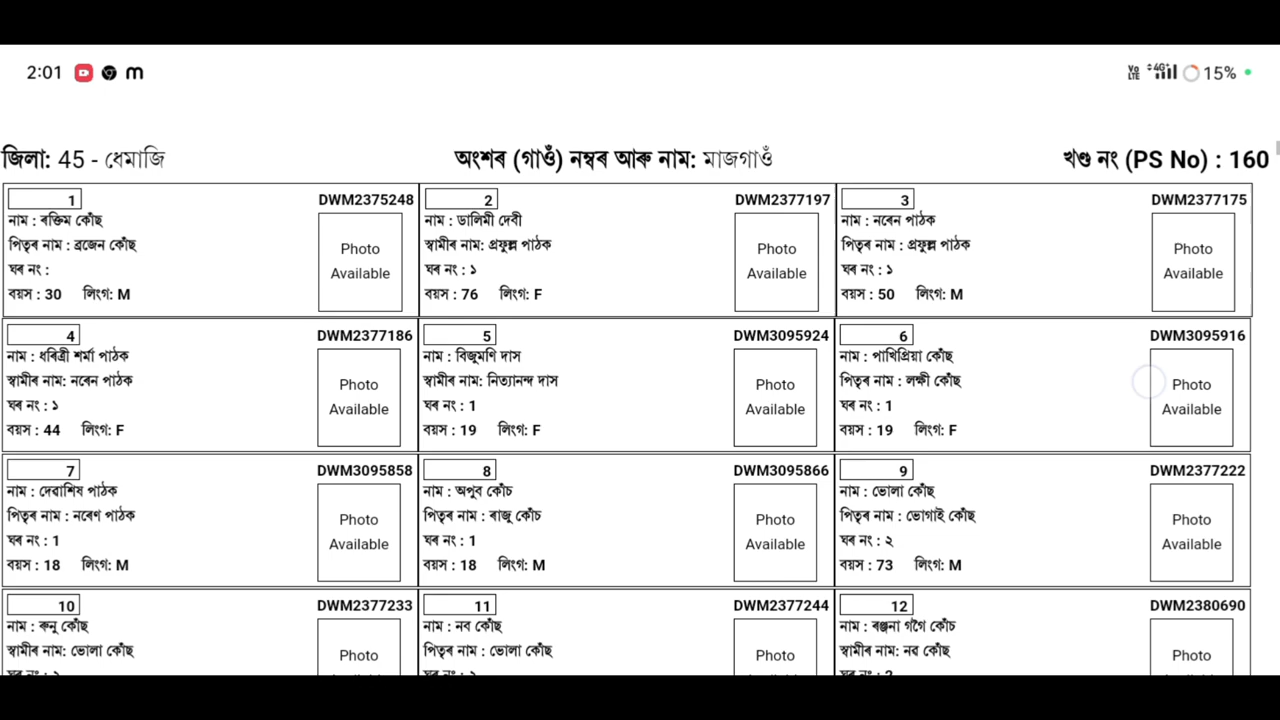 2:01 m Vo LTE 4G+ 15%
জিলা: 45 - ধেমাজি অংশৰ (গাওঁ) নম্বৰ আৰু নাম: মাজগাওঁ খণ্ড নং (PS No) : 160
1 DWM2375248
নাম : ৰক্তিম কোঁছ
পিতৃৰ নাম : ব্ৰজেন কোঁছ
ঘৰ নং :
বয়স : 30 লিংগ: M
Photo
Available
2 DWM2377197
নাম : ডালিমী দেবী
স্বামীৰ নাম: প্ৰফুল্ল পাঠক
ঘৰ নং : ১
বয়স : 76 লিংগ: F
Photo
Available
3 DWM2377175
নাম : নৰেন পাঠক
পিতৃৰ নাম : প্ৰফুল্ল পাঠক
ঘৰ নং : ১
বয়স : 50 লিংগ: M
Photo
Available
4 DWM2377186
নাম : ধৰিত্ৰী শৰ্মা পাঠক
স্বামীৰ নাম: নৰেন পাঠক
ঘৰ নং : ১
বয়স : 44 লিংগ: F
Photo
Available
5 DWM3095924
নাম : বিজুমণি দাস
স্বামীৰ নাম: নিত্যানন্দ দাস
ঘৰ নং : 1
বয়স : 19 লিংগ: F
Photo
Available
6 DWM3095916
নাম : পাখিপ্ৰিয়া কোঁছ
পিতৃৰ নাম : লক্ষী কোঁছ
ঘৰ নং : 1
বয়স : 19 লিংগ: F
Photo
Available
7 DWM3095858
নাম : দেৱাশিষ পাঠক
পিতৃৰ নাম : নৰেণ পাঠক
ঘৰ নং : 1
বয়স : 18 লিংগ: M
Photo
Available
8 DWM3095866
নাম : অপুব কোঁচ
পিতৃৰ নাম : ৰাজু কোঁচ
ঘৰ নং : 1
বয়স : 18 লিংগ: M
Photo
Available
9 DWM2377222
নাম : ভোলা কোঁছ
পিতৃৰ নাম : ভোগাই কোঁছ
ঘৰ নং : ২
বয়স : 73 লিংগ: M
Photo
Available
10 DWM2377233
নাম : ৰুনু কোঁছ
স্বামীৰ নাম: ভোলা কোঁছ
Photo
11 DWM2377244
নাম : নব কোঁছ
পিতৃৰ নাম : ভোলা কোঁছ
Photo
12 DWM2380690
নাম : ৰঞ্জনা গগৈ কোঁচ
স্বামীৰ নাম: নৱ কোঁছ
Photo